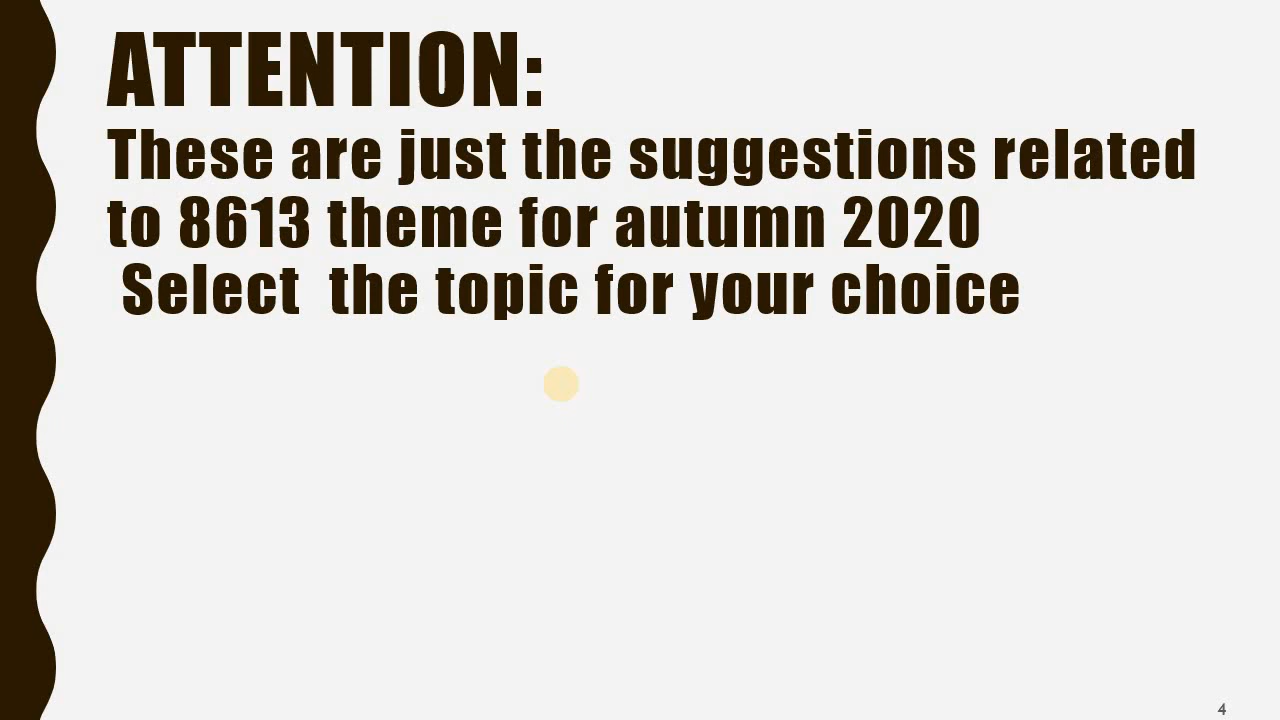 ATTENTION:
These are just the suggestions related
to 8613 theme for autumn 2020
Select the topic for your choice
4